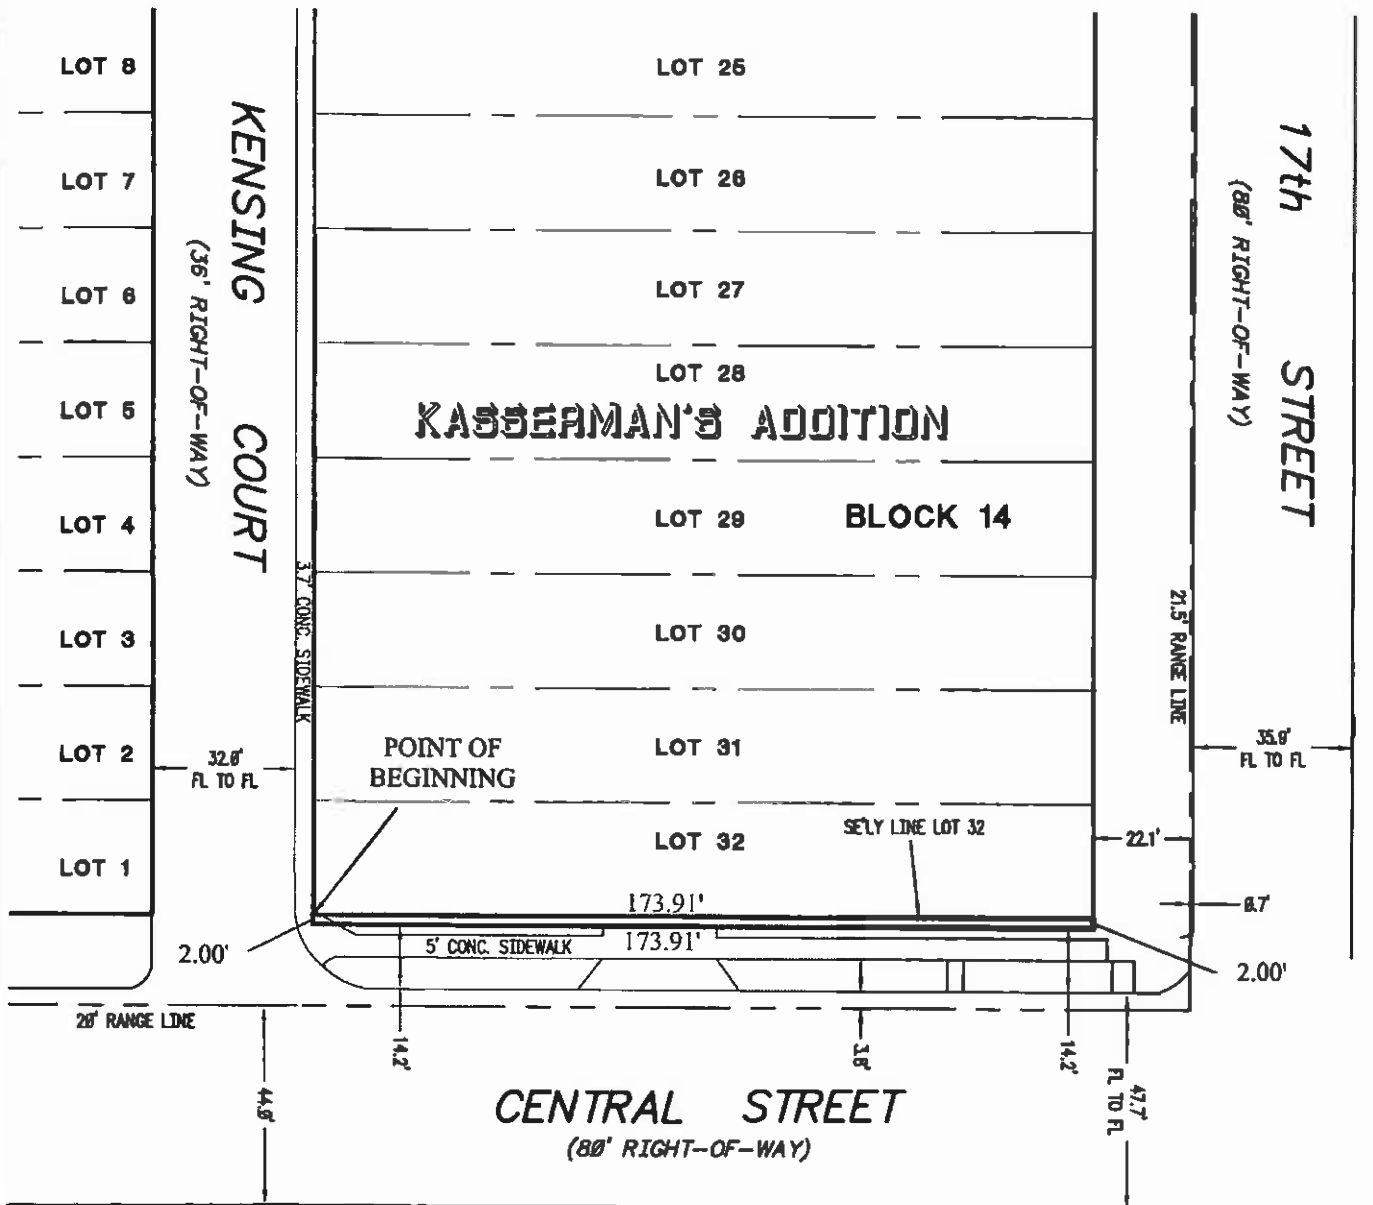 LOT 8
LOT 7
LOT 6
LOT 5
LOT 4
LOT 3
LOT 2
LOT 1
KENSING COURT
(36' RIGHT-OF-WAY)
3.7' CONC. SIDEWALK
32.0'
FL TO FL
LOT 25
LOT 26
LOT 27
LOT 28
KASSERMAN'S ADDITION
LOT 29
BLOCK 14
LOT 30
LOT 31
POINT OF
BEGINNING
LOT 32
SE'LY LINE LOT 32
173.91'
173.91'
5' CONC. SIDEWALK
2.00'
2.00'
17th STREET
(80' RIGHT-OF-WAY)
21.5' RANGE LINE
35.9'
FL TO FL
22.1'
0.7'
20' RANGE LINE
14.2'
14.2'
44.0'
47.7'
FL TO FL
CENTRAL STREET
(80' RIGHT-OF-WAY)